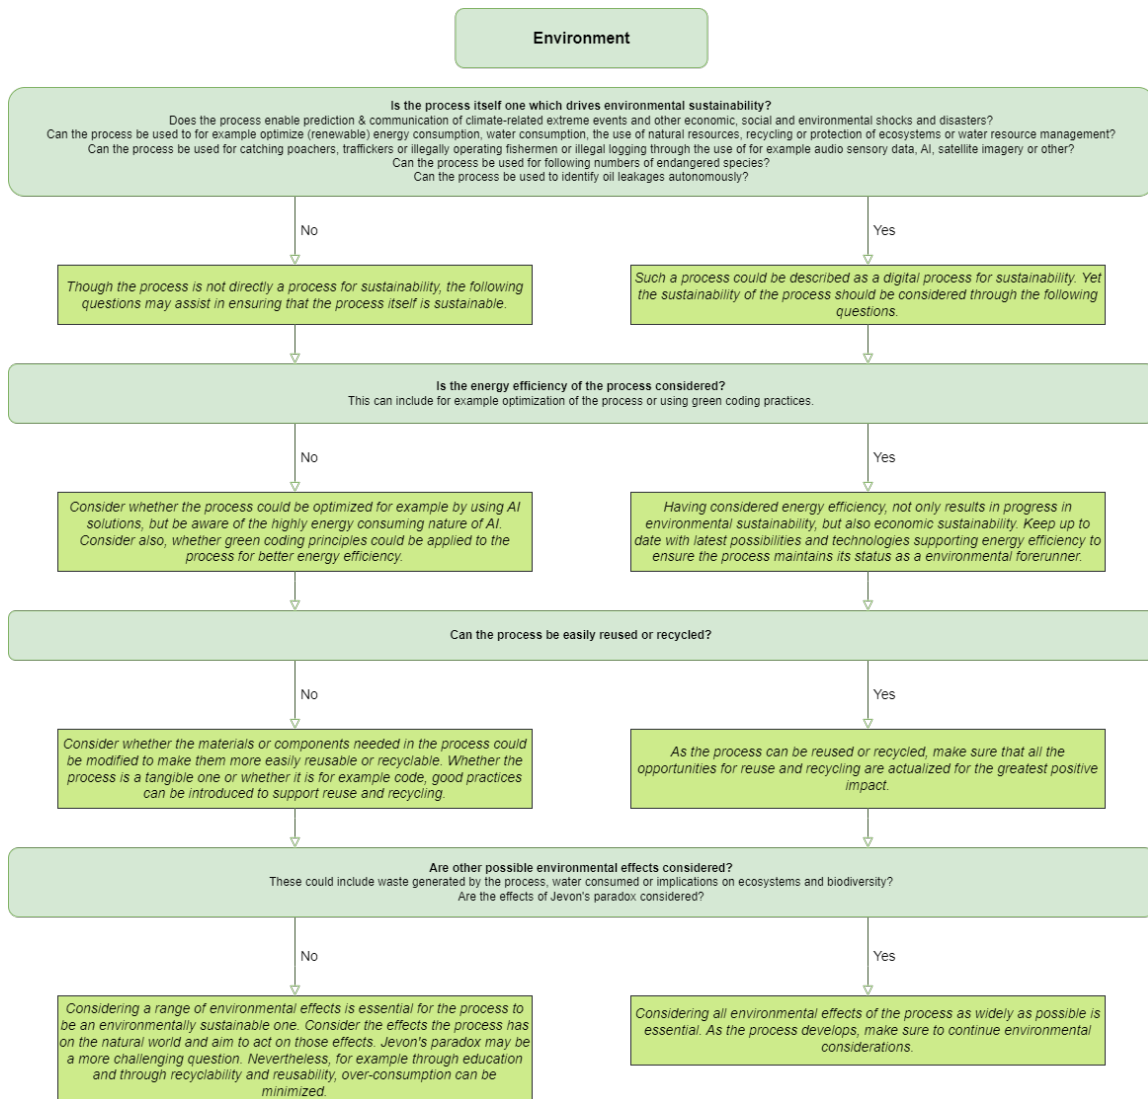 Environment
Is the process itself one which drives environmental sustainability?
Does the process enable prediction & communication of climate-related extreme events and other economic, social and environmental shocks and disasters?
Can the process be used to for example optimize (renewable) energy consumption, water consumption, the use of natural resources, recycling or protection of ecosystems or water resource management?
Can the process be used for catching poachers, traffickers or illegally operating fishermen or illegal logging through the use of for example audio sensory data, AI, satellite imagery or other?
Can the process be used for following numbers of endangered species?
Can the process be used to identify oil leakages autonomously?
No
Yes
Though the process is not directly a process for sustainability, the following
questions may assist in ensuring that the process itself is sustainable.
Such a process could be described as a digital process for sustainability. Yet
the sustainability of the process should be considered through the following
questions.
Is the energy efficiency of the process considered?
This can include for example optimization of the process or using green coding practices.
No
Yes
Consider whether the process could be optimized for example by using AI
solutions, but be aware of the highly energy consuming nature of AI.
Consider also, whether green coding principles could be applied to the
process for better energy efficiency.
Having considered energy efficiency, not only results in progress in
environmental sustainability, but also economic sustainability. Keep up to
date with latest possibilities and technologies supporting energy efficiency to
ensure the process maintains its status as a environmental forerunner.
Can the process be easily reused or recycled?
No
Yes
Consider whether the materials or components needed in the process could
be modified to make them more easily reusable or recyclable. Whether the
process is a tangible one or whether it is for example code, good practices
can be introduced to support reuse and recycling.
As the process can be reused or recycled, make sure that all the
opportunities for reuse and recycling are actualized for the greatest positive
impact.
Are other possible environmental effects considered?
These could include waste generated by the process, water consumed or implications on ecosystems and biodiversity?
Are the effects of Jevon's paradox considered?
No
Yes
Considering a range of environmental effects is essential for the process to
be an environmentally sustainable one. Consider the effects the process has
on the natural world and aim to act on those effects. Jevon's paradox may be
a more challenging question. Nevertheless, for example through education
and through recyclability and reusability, over-consumption can be
minimized.
Considering all environmental effects of the process as widely as possible is
essential. As the process develops, make sure to continue environmental
considerations.